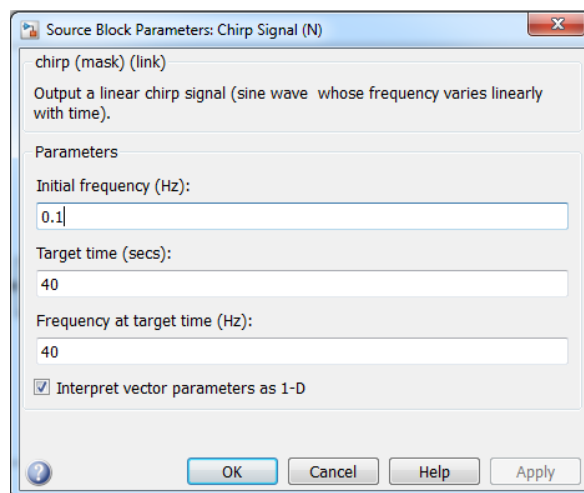 Source Block Parameters: Chirp Signal (N)
chirp (mask) (link)
Output a linear chirp signal (sine wave  whose frequency varies linearly
with time).
Parameters
Initial frequency (Hz):
0.1
Target time (secs):
40
Frequency at target time (Hz):
40
Interpret vector parameters as 1-D
OK Cancel Help Apply